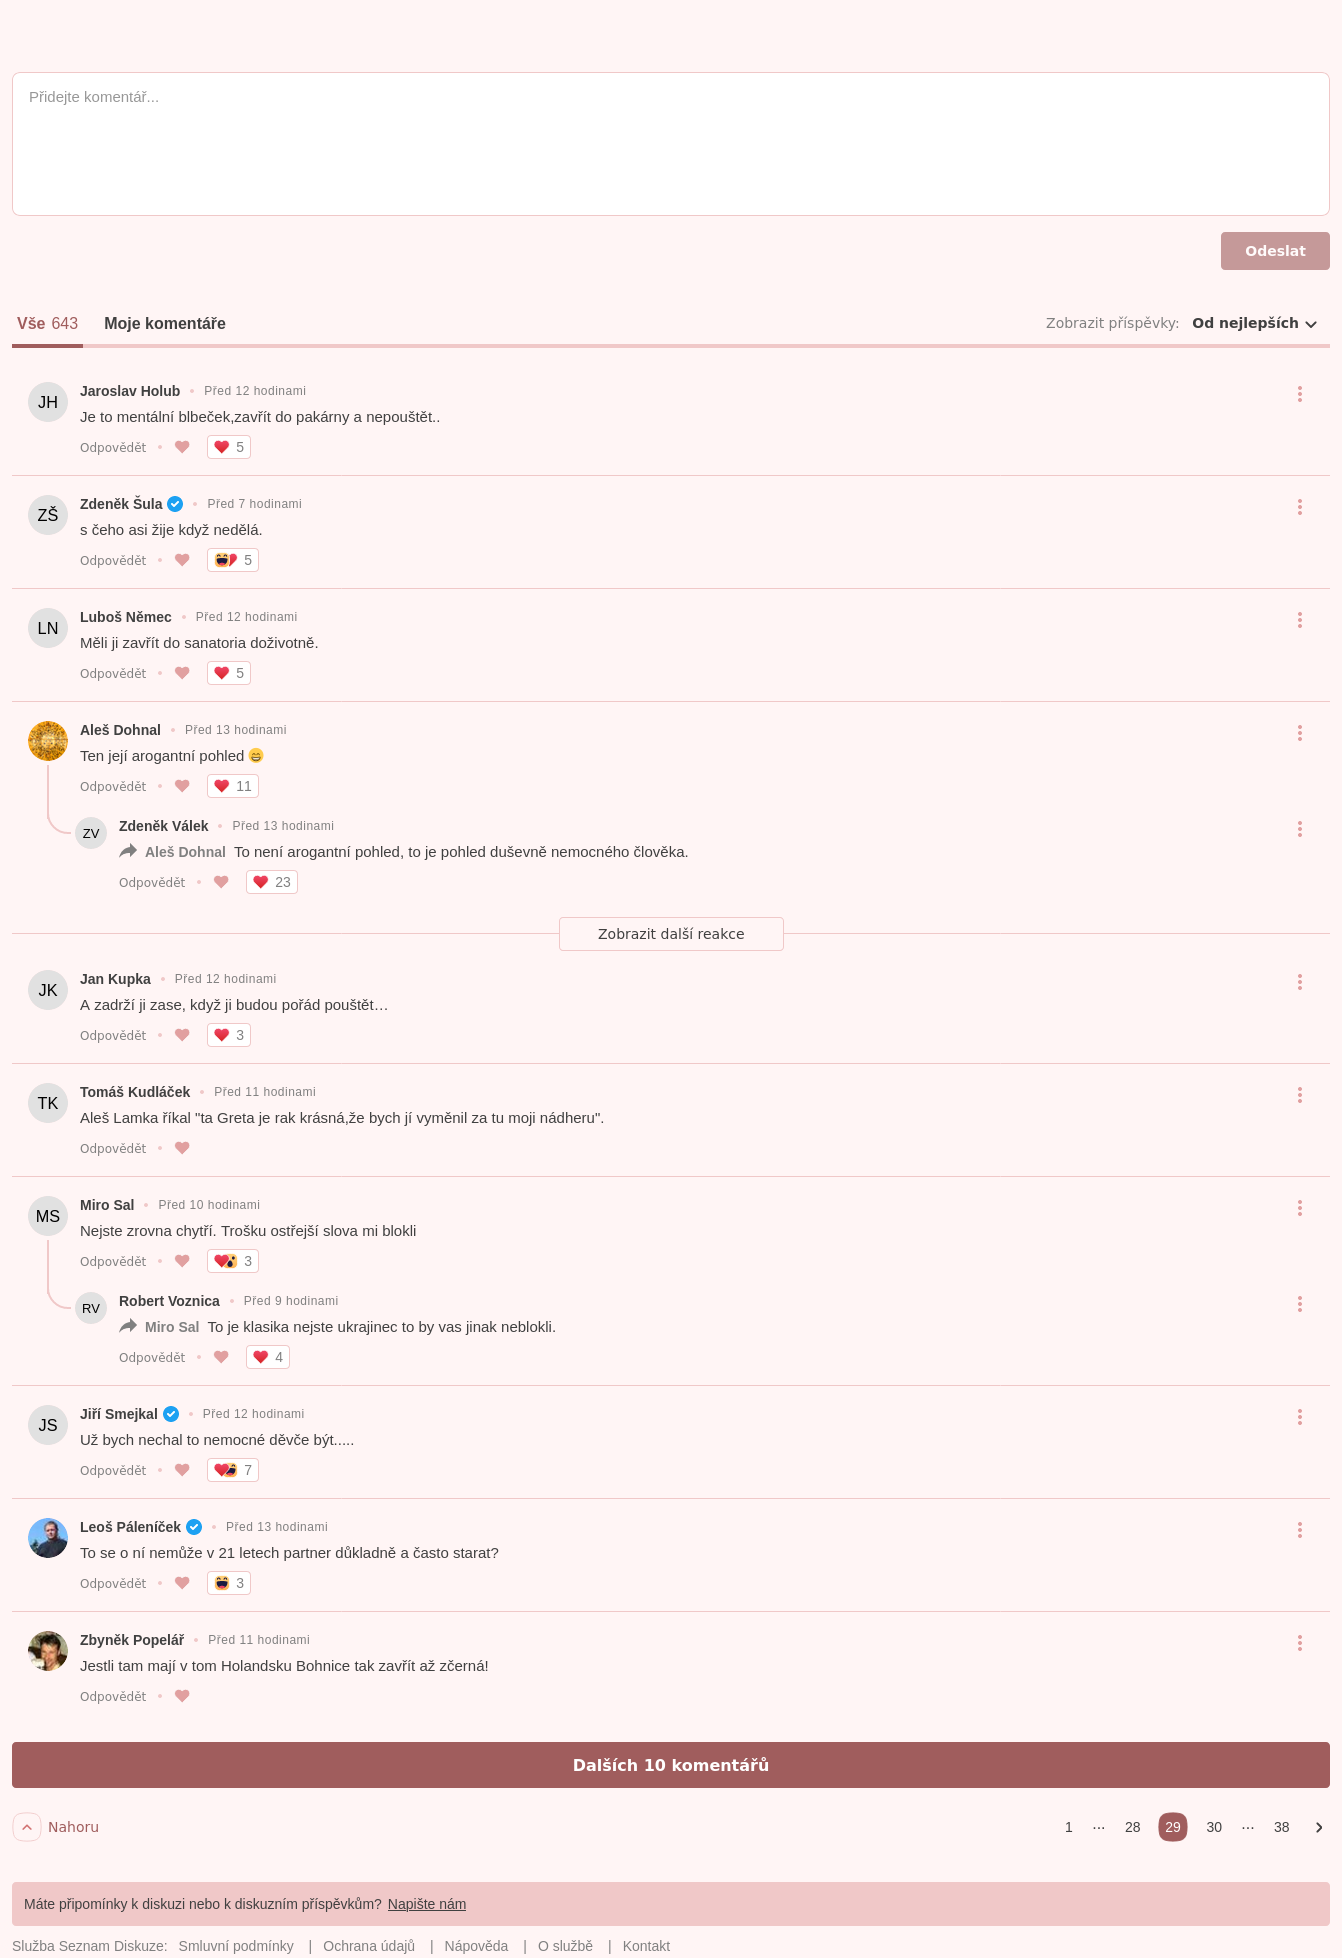 Přidejte komentář...
Odeslat
Vše 643 Moje komentáře Zobrazit příspěvky: Od nejlepších
JH Jaroslav Holub • Před 12 hodinami
Je to mentální blbeček,zavřít do pakárny a nepouštět..
Odpovědět • 5
ZŠ Zdeněk Šula • Před 7 hodinami
s čeho asi žije když nedělá.
Odpovědět • 5
LN Luboš Němec • Před 12 hodinami
Měli ji zavřít do sanatoria doživotně.
Odpovědět • 5
Aleš Dohnal • Před 13 hodinami
Ten její arogantní pohled 😄
Odpovědět • 11
ZV Zdeněk Válek • Před 13 hodinami
Aleš Dohnal To není arogantní pohled, to je pohled duševně nemocného člověka.
Odpovědět • 23
Zobrazit další reakce
JK Jan Kupka • Před 12 hodinami
A zadrží ji zase, když ji budou pořád pouštět…
Odpovědět • 3
TK Tomáš Kudláček • Před 11 hodinami
Aleš Lamka říkal "ta Greta je rak krásná,že bych jí vyměnil za tu moji nádheru".
Odpovědět •
MS Miro Sal • Před 10 hodinami
Nejste zrovna chytří. Trošku ostřejší slova mi blokli
Odpovědět • 3
RV Robert Voznica • Před 9 hodinami
Miro Sal To je klasika nejste ukrajinec to by vas jinak neblokli.
Odpovědět • 4
JS Jiří Smejkal • Před 12 hodinami
Už bych nechal to nemocné děvče být.....
Odpovědět • 7
Leoš Páleníček • Před 13 hodinami
To se o ní nemůže v 21 letech partner důkladně a často starat?
Odpovědět • 3
Zbyněk Popelář • Před 11 hodinami
Jestli tam mají v tom Holandsku Bohnice tak zavřít až zčerná!
Odpovědět •
Dalších 10 komentářů
Nahoru 1 ··· 28 29 30 ··· 38
Máte připomínky k diskuzi nebo k diskuzním příspěvkům? Napište nám
Služba Seznam Diskuze: Smluvní podmínky | Ochrana údajů | Nápověda | O službě | Kontakt